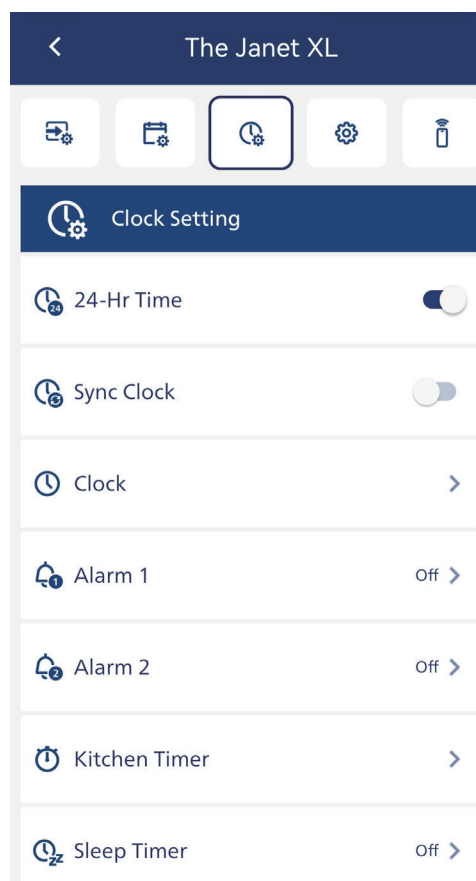 The Janet XL
Clock Setting
24-Hr Time
Sync Clock
Clock
Alarm 1 Off
Alarm 2 Off
Kitchen Timer
Sleep Timer Off